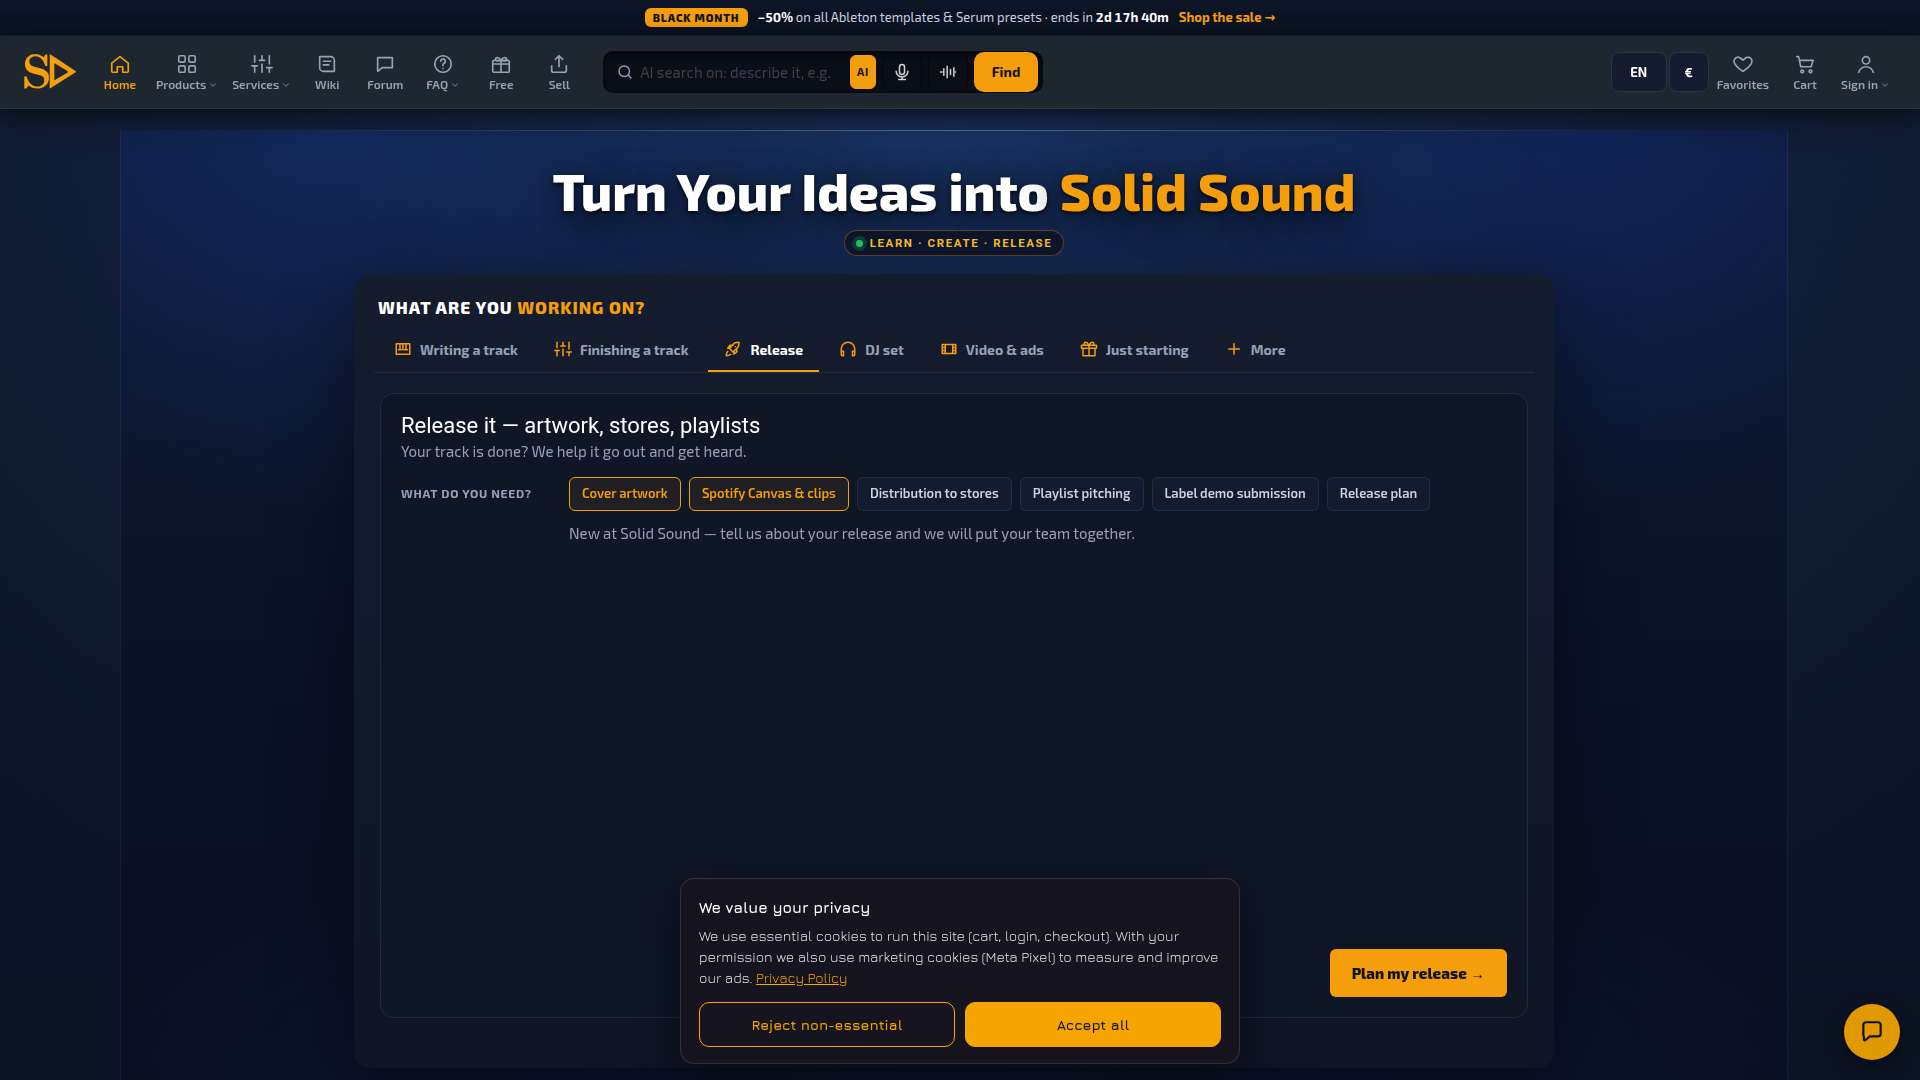 BLACK MONTH −50% on all Ableton templates & Serum presets · ends in 2d 17h 40m Shop the sale →
Home Products Services Wiki Forum FAQ Free Sell
AI search on: describe it, e.g. AI Find
EN € Favorites Cart Sign in
Turn Your Ideas into Solid Sound
LEARN · CREATE · RELEASE
WHAT ARE YOU WORKING ON?
Writing a track Finishing a track Release DJ set Video & ads Just starting More
Release it — artwork, stores, playlists
Your track is done? We help it go out and get heard.
WHAT DO YOU NEED? Cover artwork Spotify Canvas & clips Distribution to stores Playlist pitching Label demo submission Release plan
New at Solid Sound — tell us about your release and we will put your team together.
Plan my release →
We value your privacy
We use essential cookies to run this site (cart, login, checkout). With your
permission we also use marketing cookies (Meta Pixel) to measure and improve
our ads. Privacy Policy
Reject non-essential Accept all